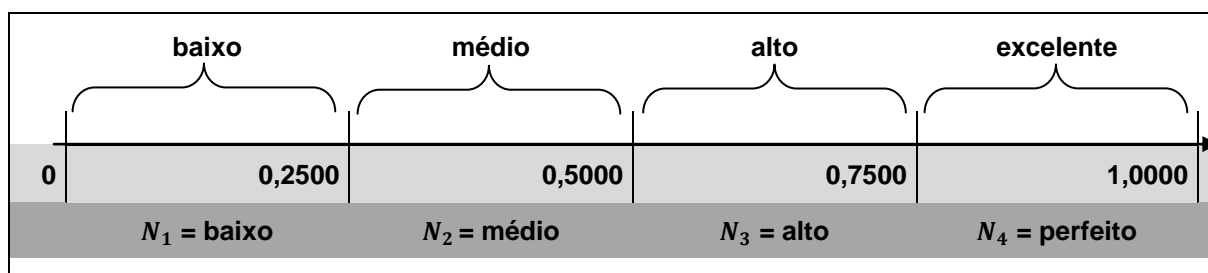 baixo médio alto excelente
0 0,2500 0,5000 0,7500 1,0000
N₁ = baixo N₂ = médio N₃ = alto N₄ = perfeito